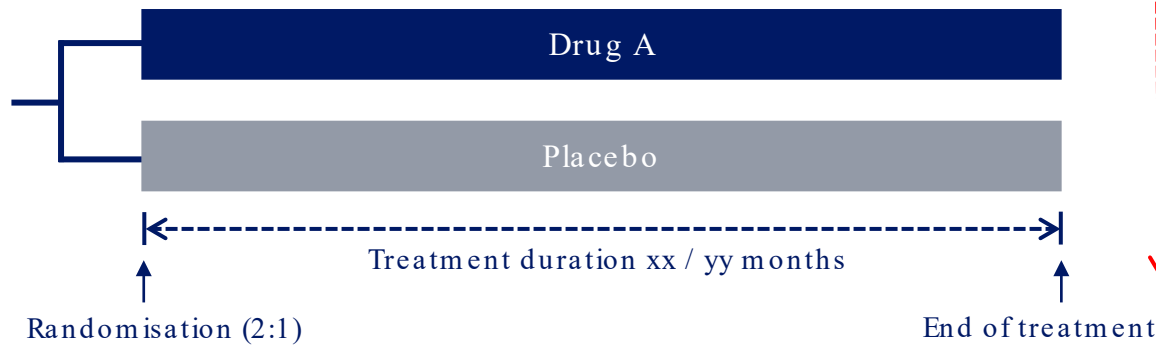 Drug A
Placebo
Treatment duration xx / yy months
Randomisation (2:1)
End of treatment